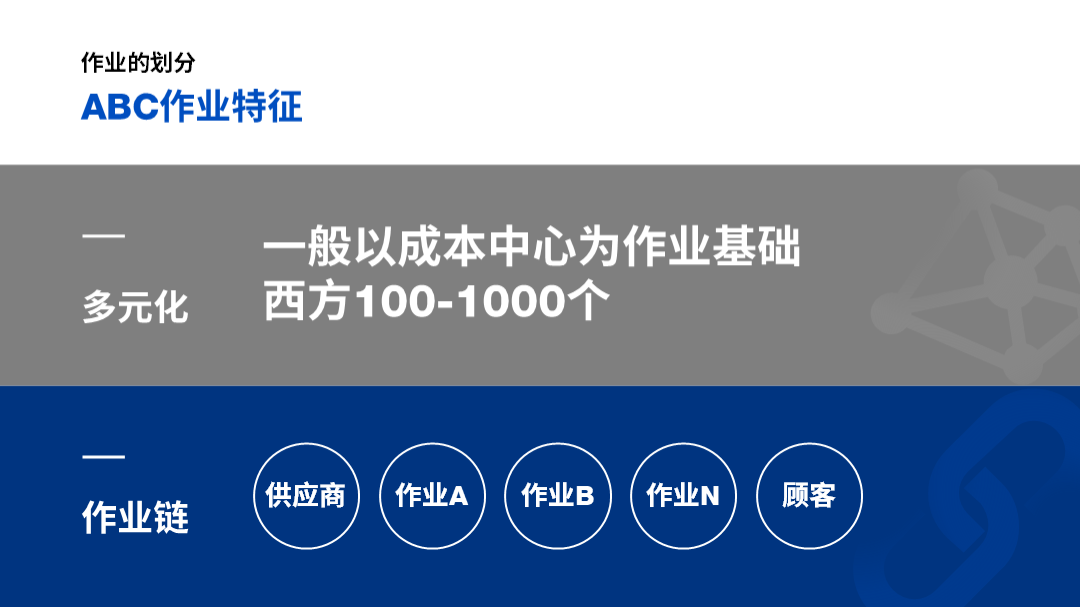 作业的划分
ABC作业特征
多元化
一般以成本中心为作业基础
西方100-1000个
作业链
供应商
作业A
作业B
作业N
顾客